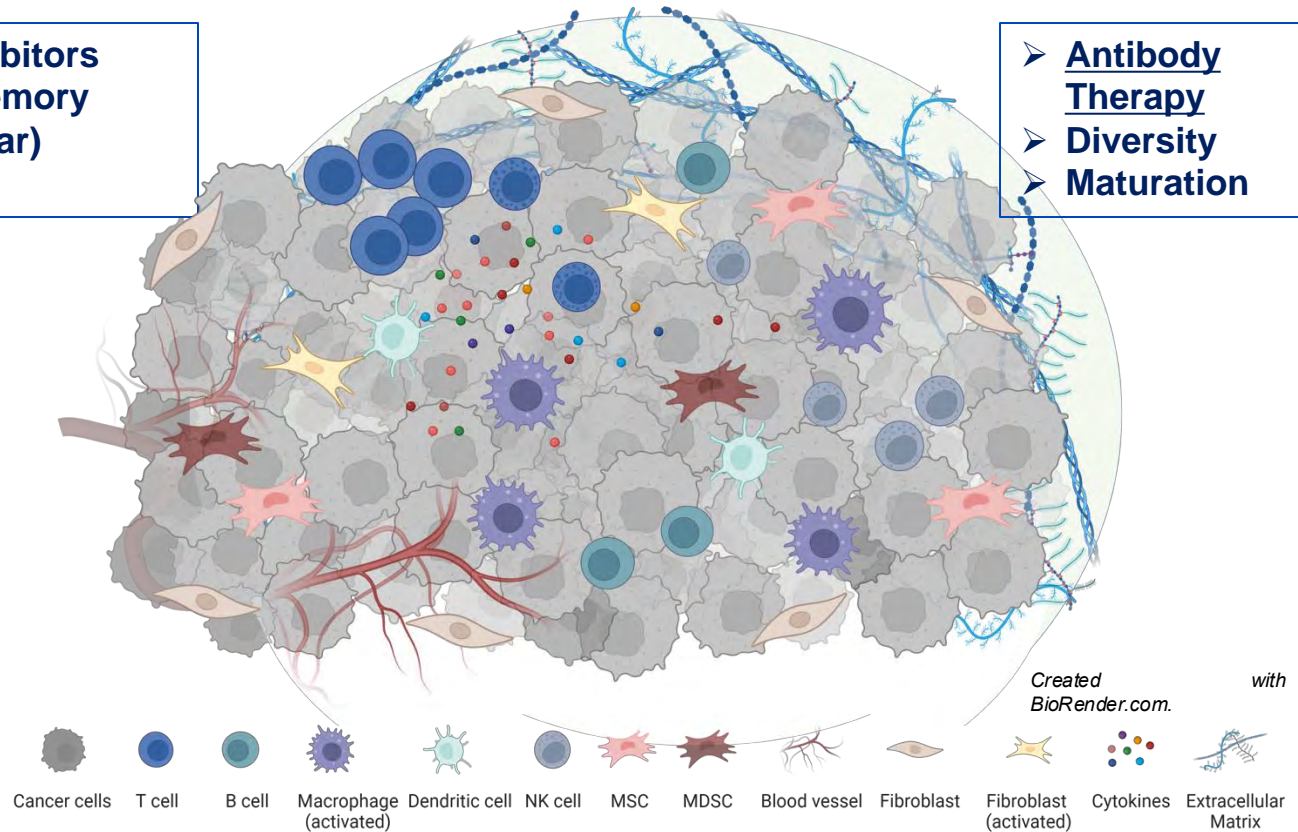 bitors
emory
ar)
➢ Antibody
Therapy
➢ Diversity
➢ Maturation
Created with
BioRender.com.
Cancer cells
T cell
B cell
Macrophage
(activated)
Dendritic cell
NK cell
MSC
MDSC
Blood vessel
Fibroblast
Fibroblast
(activated)
Cytokines
Extracellular
Matrix